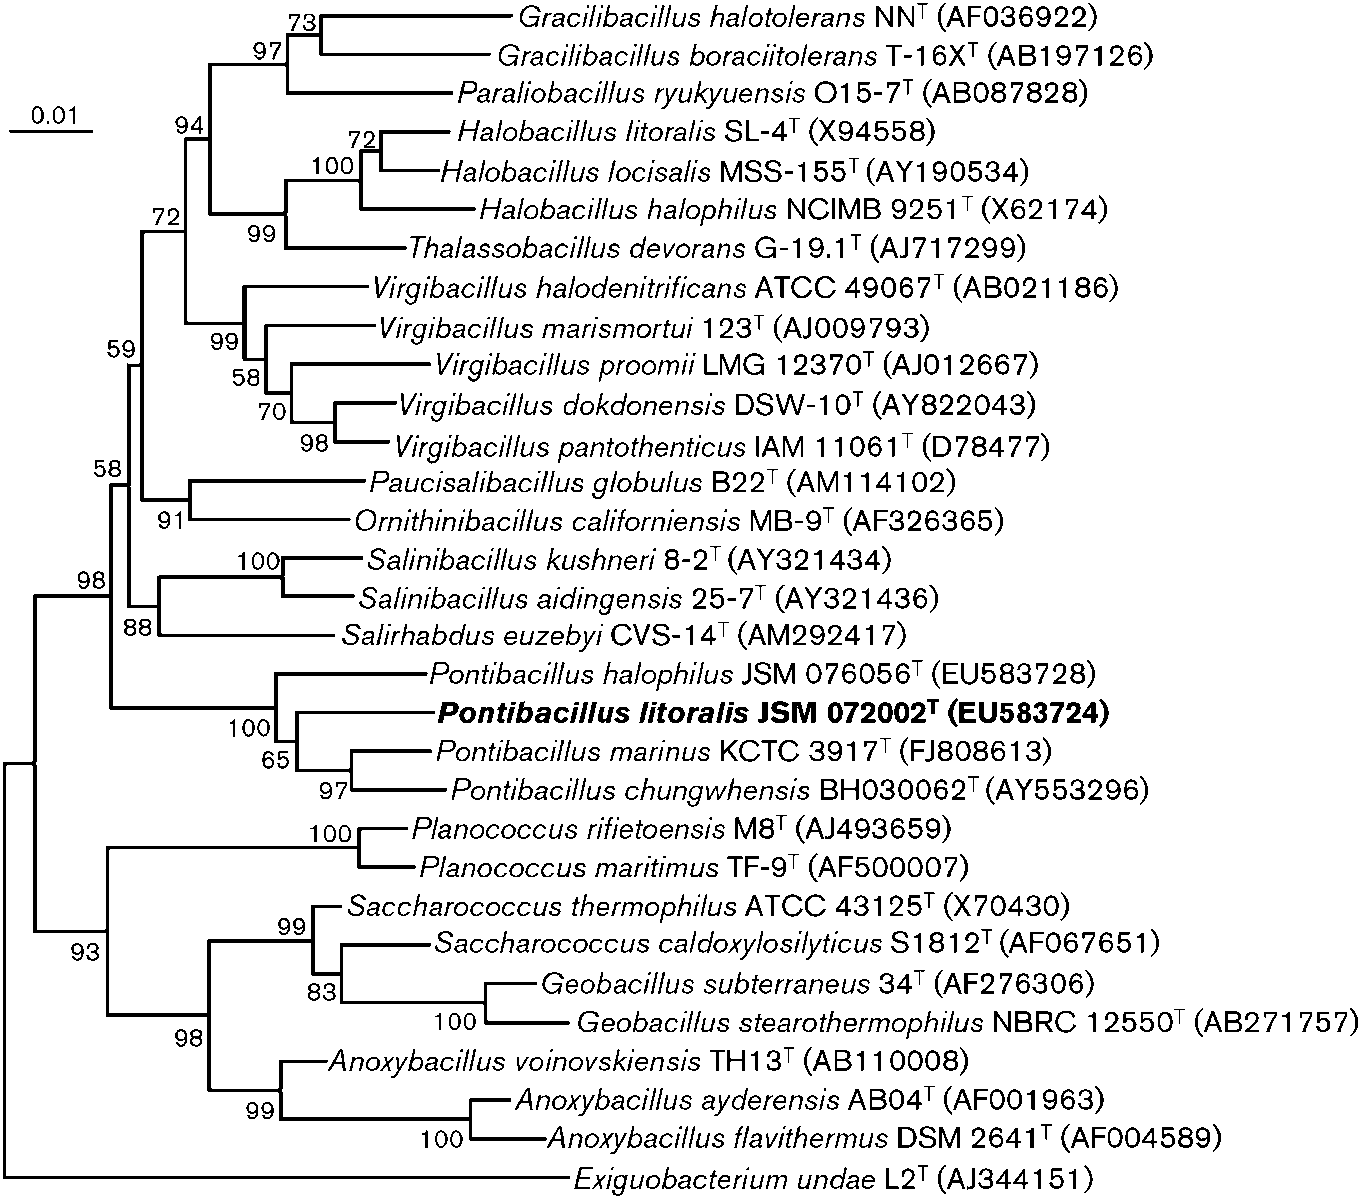 73 Gracilibacillus halotolerans NNᵀ (AF036922)
97 Gracilibacillus boraciitolerans T-16Xᵀ (AB197126)
Paraliobacillus ryukyuensis O15-7ᵀ (AB087828)
0.01
94 72 Halobacillus litoralis SL-4ᵀ (X94558)
100 Halobacillus locisalis MSS-155ᵀ (AY190534)
72 Halobacillus halophilus NCIMB 9251ᵀ (X62174)
99 Thalassobacillus devorans G-19.1ᵀ (AJ717299)
Virgibacillus halodenitrificans ATCC 49067ᵀ (AB021186)
99 Virgibacillus marismortui 123ᵀ (AJ009793)
59 58 Virgibacillus proomii LMG 12370ᵀ (AJ012667)
70 Virgibacillus dokdonensis DSW-10ᵀ (AY822043)
98 Virgibacillus pantothenticus IAM 11061ᵀ (D78477)
58 Paucisalibacillus globulus B22ᵀ (AM114102)
91 Ornithinibacillus californiensis MB-9ᵀ (AF326365)
100 Salinibacillus kushneri 8-2ᵀ (AY321434)
98 Salinibacillus aidingensis 25-7ᵀ (AY321436)
88 Salirhabdus euzebyi CVS-14ᵀ (AM292417)
Pontibacillus halophilus JSM 076056ᵀ (EU583728)
100 Pontibacillus litoralis JSM 072002ᵀ (EU583724)
65 Pontibacillus marinus KCTC 3917ᵀ (FJ808613)
97 Pontibacillus chungwhensis BH030062ᵀ (AY553296)
100 Planococcus rifietoensis M8ᵀ (AJ493659)
Planococcus maritimus TF-9ᵀ (AF500007)
Saccharococcus thermophilus ATCC 43125ᵀ (X70430)
93 99 Saccharococcus caldoxylosilyticus S1812ᵀ (AF067651)
83 Geobacillus subterraneus 34ᵀ (AF276306)
100 Geobacillus stearothermophilus NBRC 12550ᵀ (AB271757)
98 Anoxybacillus voinovskiensis TH13ᵀ (AB110008)
99 Anoxybacillus ayderensis AB04ᵀ (AF001963)
100 Anoxybacillus flavithermus DSM 2641ᵀ (AF004589)
Exiguobacterium undae L2ᵀ (AJ344151)